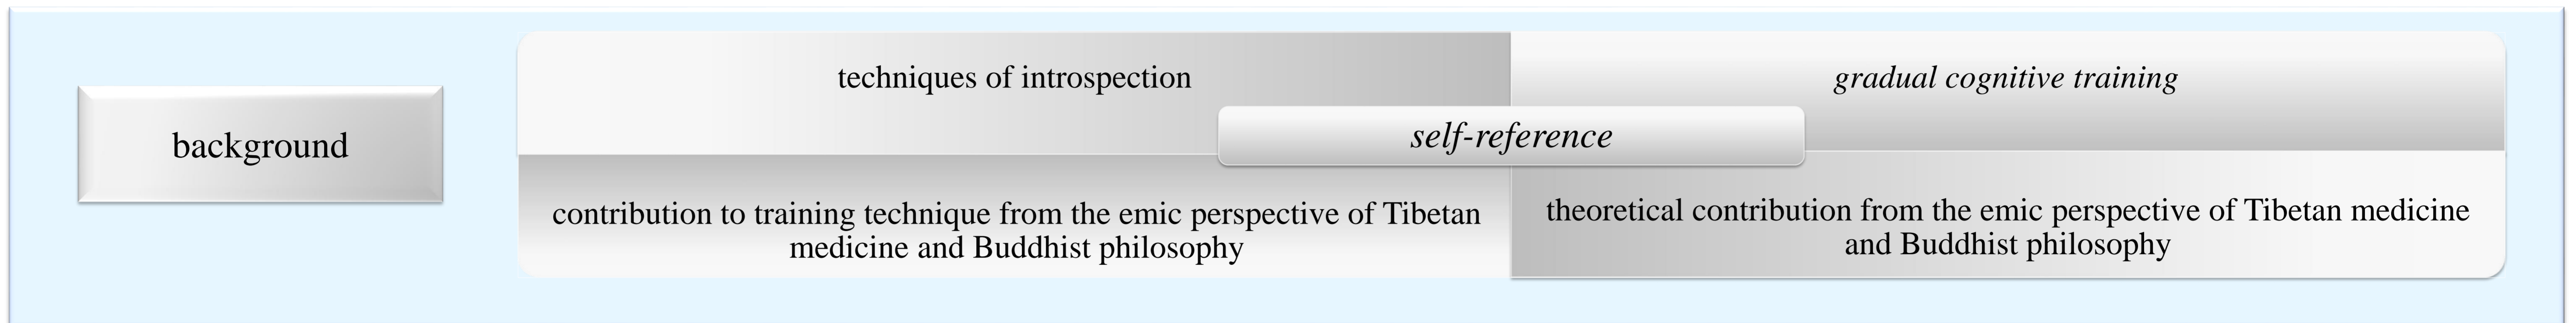 background
techniques of introspection
gradual cognitive training
self-reference
contribution to training technique from the emic perspective of Tibetan
medicine and Buddhist philosophy
theoretical contribution from the emic perspective of Tibetan medicine
and Buddhist philosophy